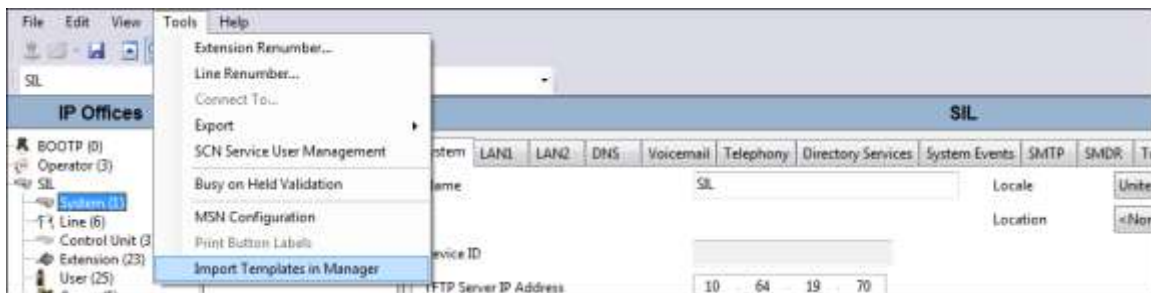 File Edit View Tools Help
Extension Renumber...
SIL
Line Renumber...
Connect To...
IP Offices
SIL
Export
BOOTP (0)
SCN Service User Management
System LAN1 LAN2 DNS Voicemail Telephony Directory Services System Events SMTP SMDR
Operator (3)
SIL
Busy on Held Validation
SIL
Locale
System (1)
MSN Configuration
Location
Line (6)
Control Unit (3
Print Button Labels
Extension (23)
Import Templates in Manager
User (25)
TFTP Server IP Address
10 64 19 70